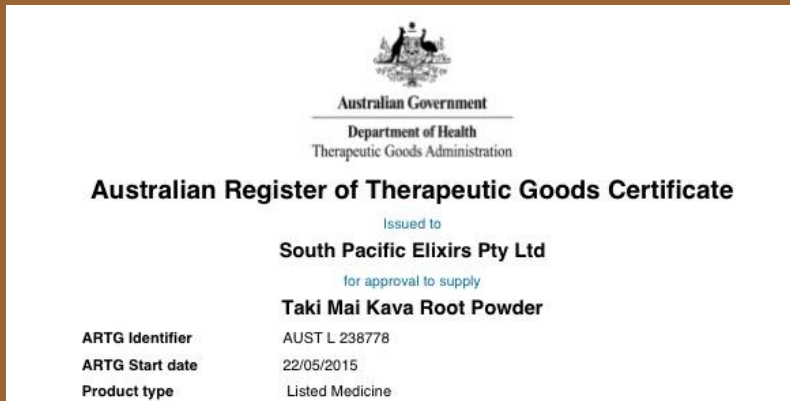 Australian Government
Department of Health
Therapeutic Goods Administration
Australian Register of Therapeutic Goods Certificate
Issued to
South Pacific Elixirs Pty Ltd
for approval to supply
Taki Mai Kava Root Powder
ARTG Identifier AUST L 238778
ARTG Start date 22/05/2015
Product type Listed Medicine